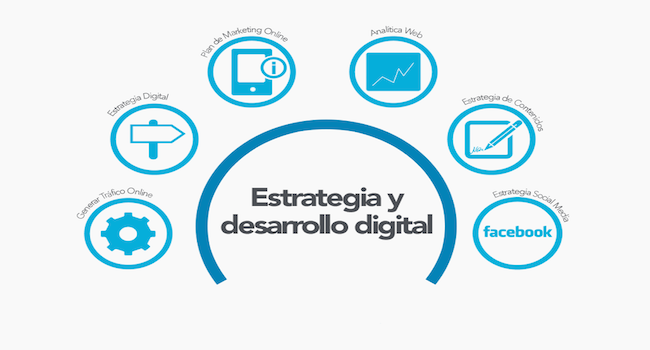 Plan de Marketing Online
Analítica Web
Estrategia Digital
Estrategia de Contenidos
Generar Tráfico Online
Estrategia Social Media
facebook
Estrategia y
desarrollo digital